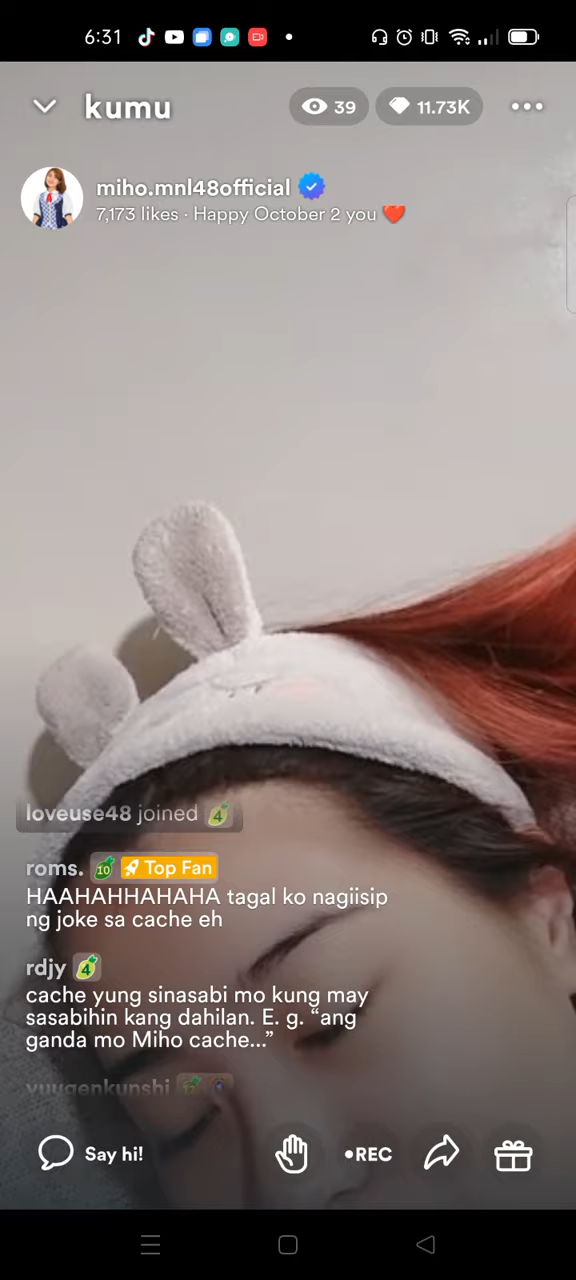 6:31
kumu
39
11.73K
miho.mnl48official
7,173 likes · Happy October 2 you ❤️
loveuse48 joined 4
roms. 10 Top Fan
HAAHAHHAHAHA tagal ko nagiisip
ng joke sa cache eh
rdjy 4
cache yung sinasabi mo kung may
sasabihin kang dahilan. E. g. “ang
ganda mo Miho cache...”
yuugenkunshi
Say hi!
•REC